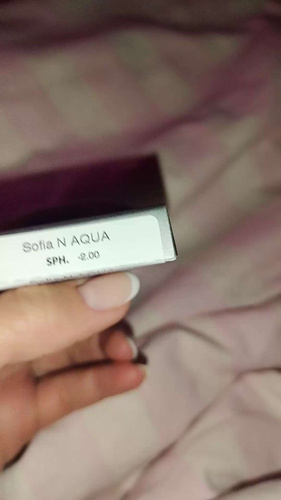 Sofia N AQUA
SPH. -2.00